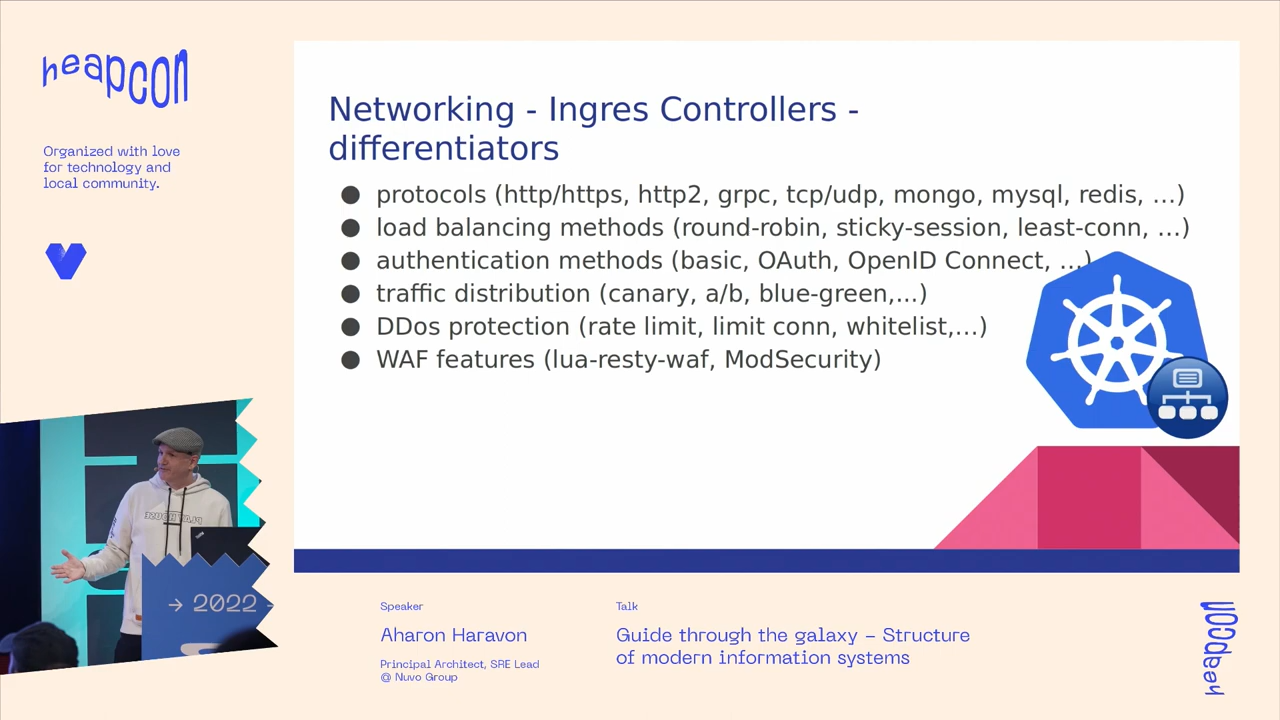 heapcon
Organized with love
for technology and
local community.
Networking - Ingres Controllers -
differentiators
● protocols (http/https, http2, grpc, tcp/udp, mongo, mysql, redis, ...)
● load balancing methods (round-robin, sticky-session, least-conn, ...)
● authentication methods (basic, OAuth, OpenID Connect, ...)
● traffic distribution (canary, a/b, blue-green,...)
● DDos protection (rate limit, limit conn, whitelist,...)
● WAF features (lua-resty-waf, ModSecurity)
→ 2022 -
Speaker
Aharon Haravon
Principal Architect, SRE Lead
@ Nuvo Group
Talk
Guide through the galaxy – Structure
of modern information systems
heapcon